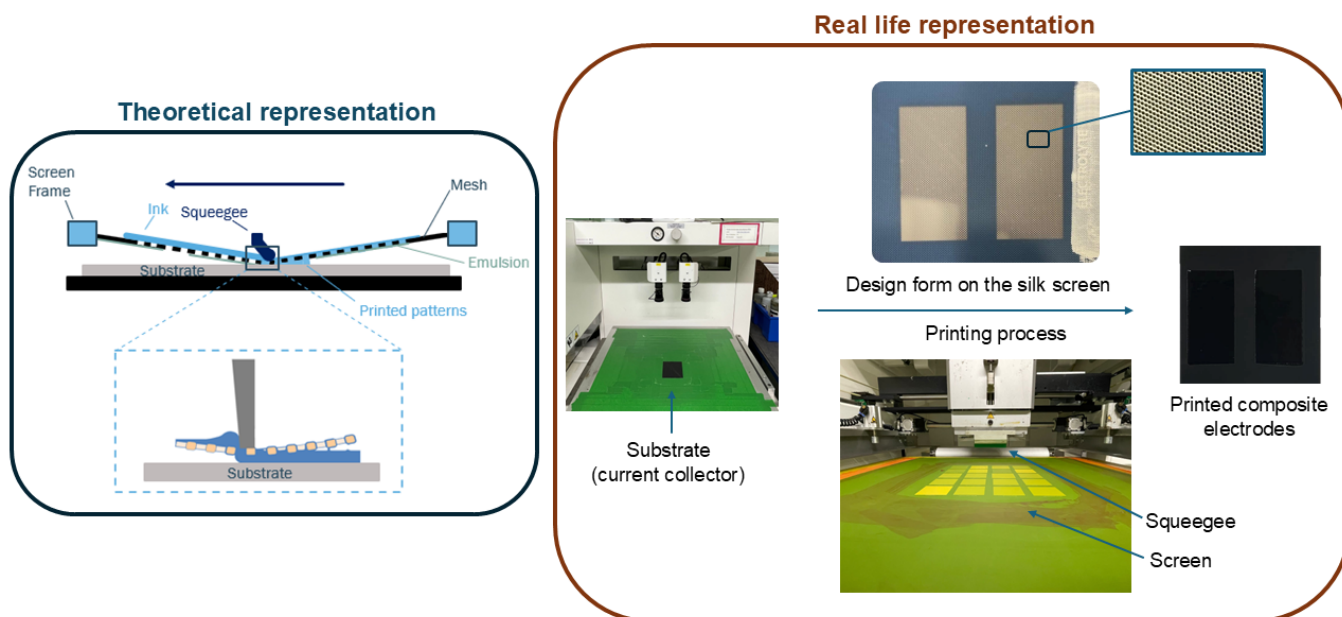 Real life representation
Theoretical representation
Screen
Frame
Ink
Squeegee
Mesh
Emulsion
Substrate
Printed patterns
Substrate
ELECTROLYTE
Design form on the silk screen
Printing process
Substrate
(current collector)
Printed composite
electrodes
Squeegee
Screen